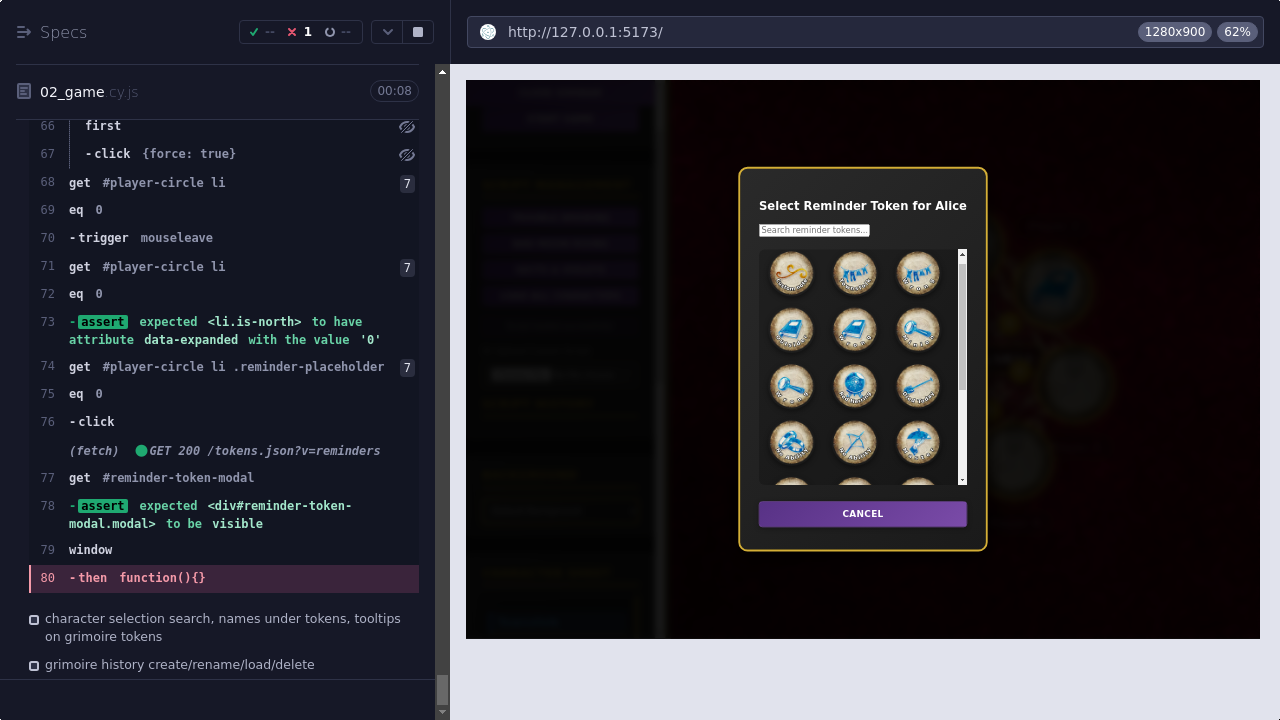 Specs
-- 1 --
02_game.cy.js 00:08
66 first
67 -click {force: true}
68 get #player-circle li 7
69 eq 0
70 -trigger mouseleave
71 get #player-circle li 7
72 eq 0
73 -assert expected <li.is-north> to have
attribute data-expanded with the value '0'
74 get #player-circle li .reminder-placeholder 7
75 eq 0
76 -click
(fetch) GET 200 /tokens.json?v=reminders
77 get #reminder-token-modal
78 -assert expected <div#reminder-token-
modal.modal> to be visible
79 window
80 -then function(){}
character selection search, names under tokens, tooltips
on grimoire tokens
grimoire history create/rename/load/delete
http://127.0.0.1:5173/ 1280x900 62%
Select Reminder Token for Alice
Search reminder tokens...
CANCEL